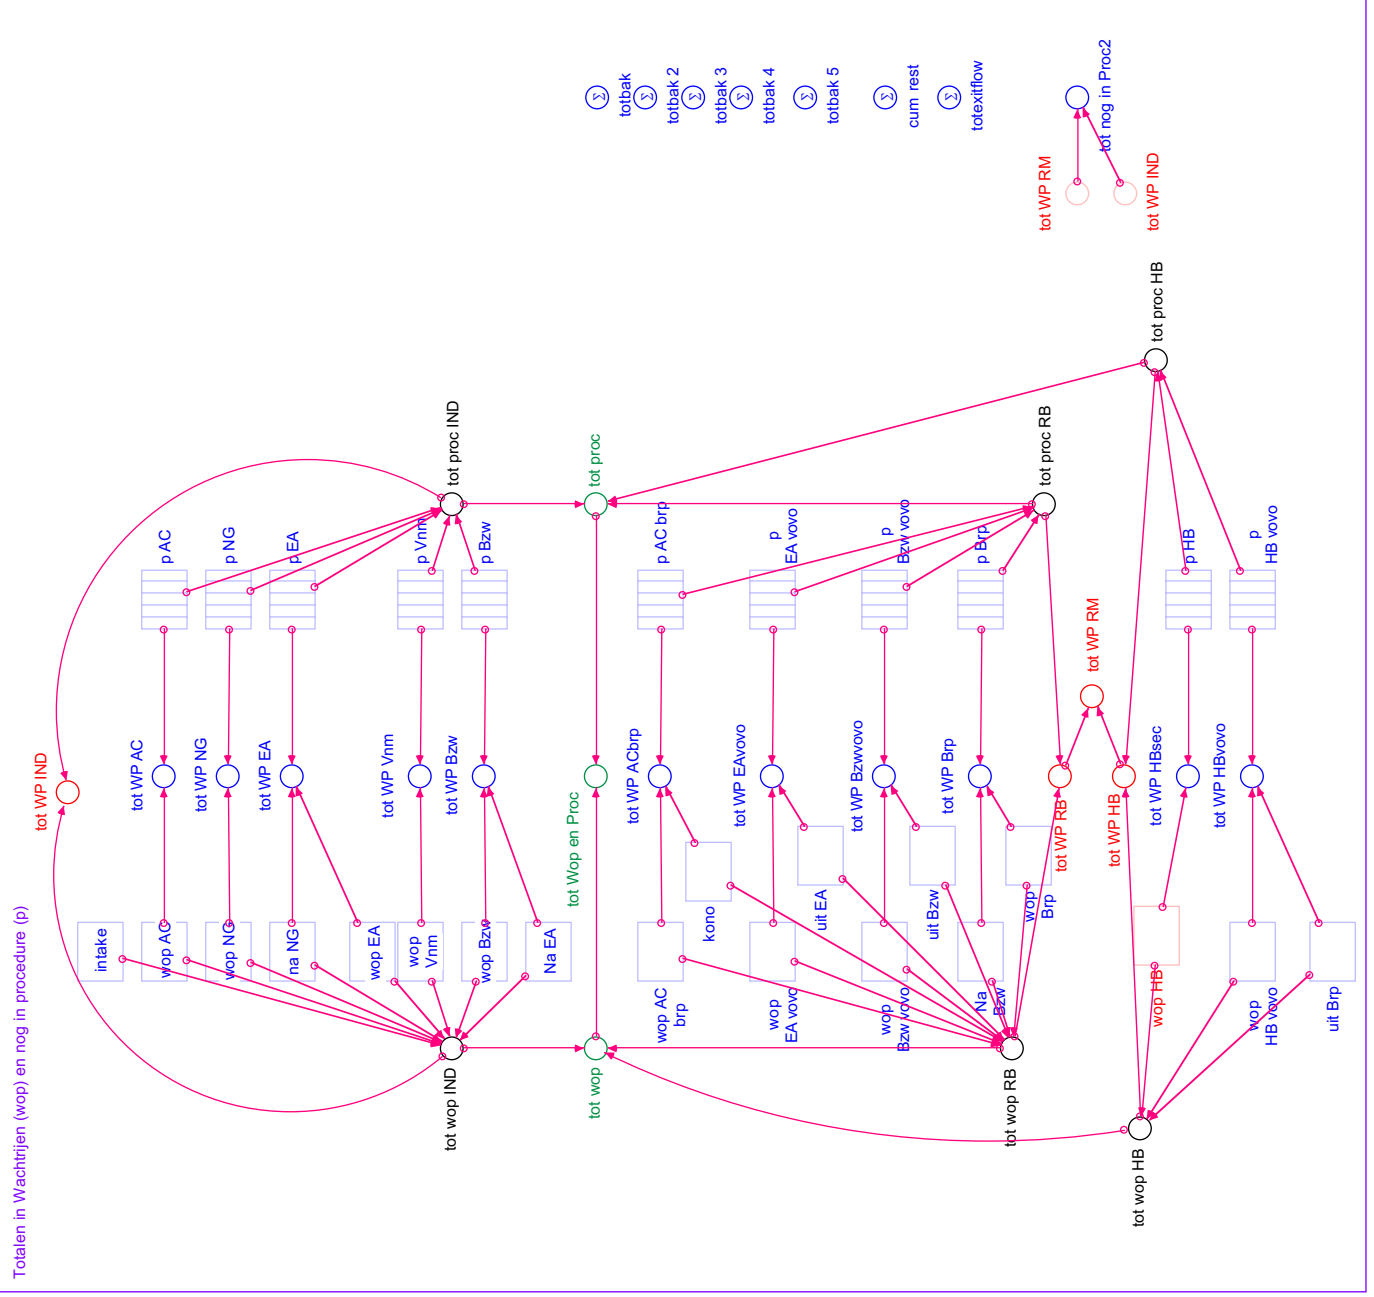 Totalen in Wachtrijen (wop) en nog in procedure (p)
tot WP IND
intake
wop AC
tot WP AC
p AC
wop NG
tot WP NG
p NG
na NG
tot WP EA
p EA
wop EA
wop
Vnm
tot WP Vnm
p Vnm
wop Bzw
tot WP Bzw
p Bzw
Na EA
tot wop IND
tot proc IND
tot wop
tot Wop en Proc
tot proc
totbak
totbak 2
totbak 3
totbak 4
totbak 5
cum rest
totexitflow
wop AC
brp
tot WP ACbrp
p AC brp
kono
wop
EA vovo
tot WP EAvovo
p
EA vovo
uit EA
wop
Bzw vovo
tot WP Bzwvovo
p
Bzw vovo
uit Bzw
Na
Bzw
tot WP Brp
p Brp
wop
Brp
tot wop RB
tot WP RB
tot proc RB
tot WP RM
tot WP HB
tot wop HB
wop HB
tot WP HBsec
p HB
tot proc HB
wop
HB vovo
tot WP HBvovo
p
HB vovo
uit Brp
tot WP RM
tot nog in Proc2
tot WP IND
Σ
Σ
Σ
Σ
Σ
Σ
Σ